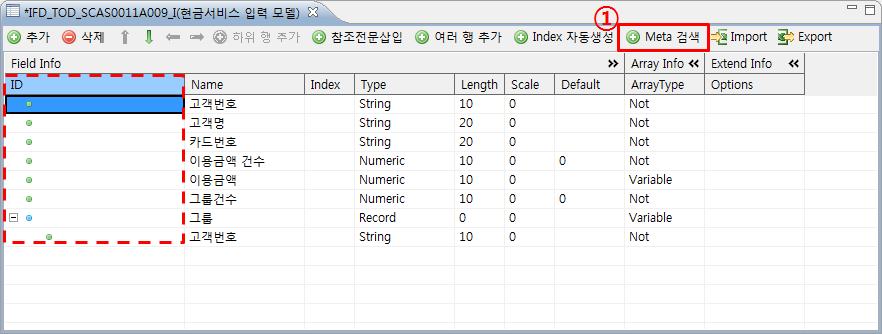 *IFD_TOD_SCAS0011A009_I(현금서비스 입력 모델)
①
추가 삭제 하위 행 추가 참조전문삽입 여러 행 추가 Index 자동생성 Meta 검색 Import Export
Field Info Array Info Extend Info
ID Name Index Type Length Scale Default ArrayType Options
고객번호 String 10 0 Not
고객명 String 20 0 Not
카드번호 String 20 0 Not
이용금액 건수 Numeric 10 0 0 Not
이용금액 Numeric 10 0 Variable
그룹건수 Numeric 10 0 0 Not
그룹 Record 0 0 Variable
고객번호 String 10 0 Not